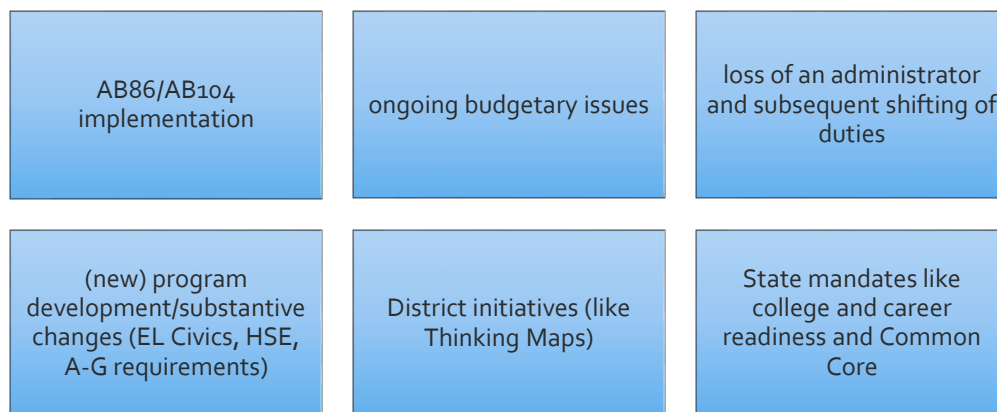 AB86/AB104
implementation
ongoing budgetary issues
loss of an administrator
and subsequent shifting of
duties
(new) program
development/substantive
changes (EL Civics, HSE,
A-G requirements)
District initiatives (like
Thinking Maps)
State mandates like
college and career
readiness and Common
Core